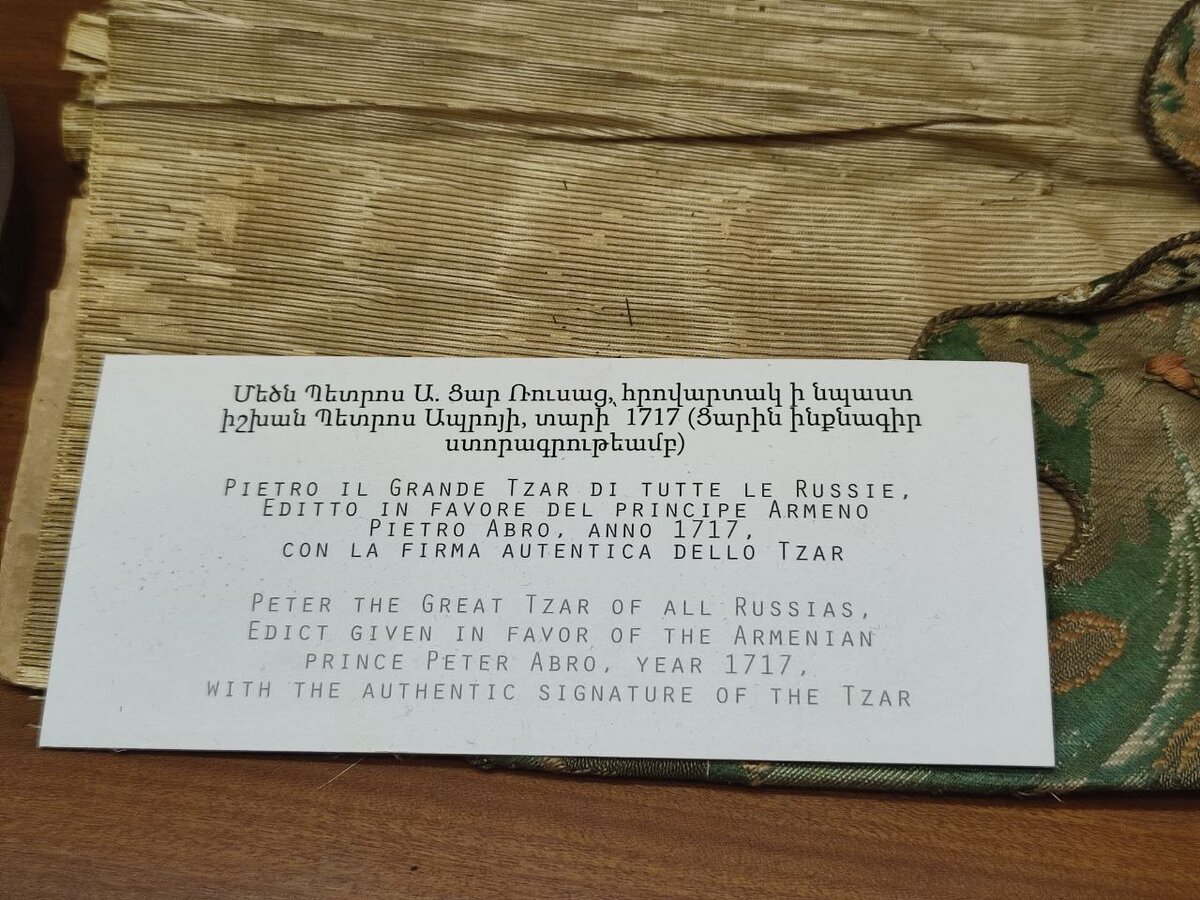 Մեծն Պետրոս Ա. Ցար Ռուսաց, հրովարտակ ի նպաստ
իշխան Պետրոս Ապրոյի, տարի 1717 (Ցարին ինքնագիր
ստորագրութեամբ)
PIETRO IL GRANDE TZAR DI TUTTE LE RUSSIE,
EDITTO IN FAVORE DEL PRINCIPE ARMENO
PIETRO ABRO, ANNO 1717,
CON LA FIRMA AUTENTICA DELLO TZAR
PETER THE GREAT TZAR OF ALL RUSSIAS,
EDICT GIVEN IN FAVOR OF THE ARMENIAN
PRINCE PETER ABRO, YEAR 1717,
WITH THE AUTHENTIC SIGNATURE OF THE TZAR